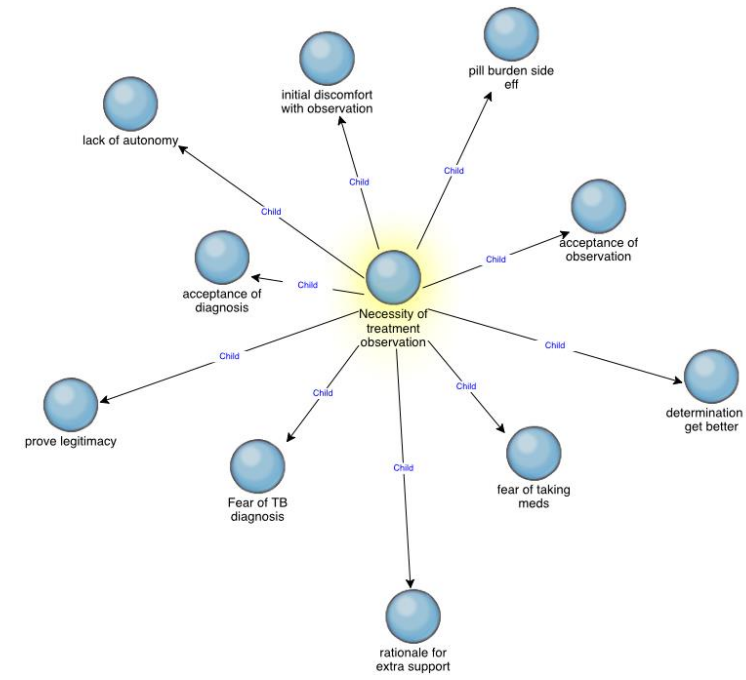 pill burden side
eff
initial discomfort
with observation
lack of autonomy
Child
Child
Child
acceptance of
observation
Child
acceptance of
diagnosis
Child
Necessity of
treatment
observation
Child
Child
determination
get better
prove legitimacy
Child
Child
Fear of TB
diagnosis
fear of taking
meds
Child
rationale for
extra support